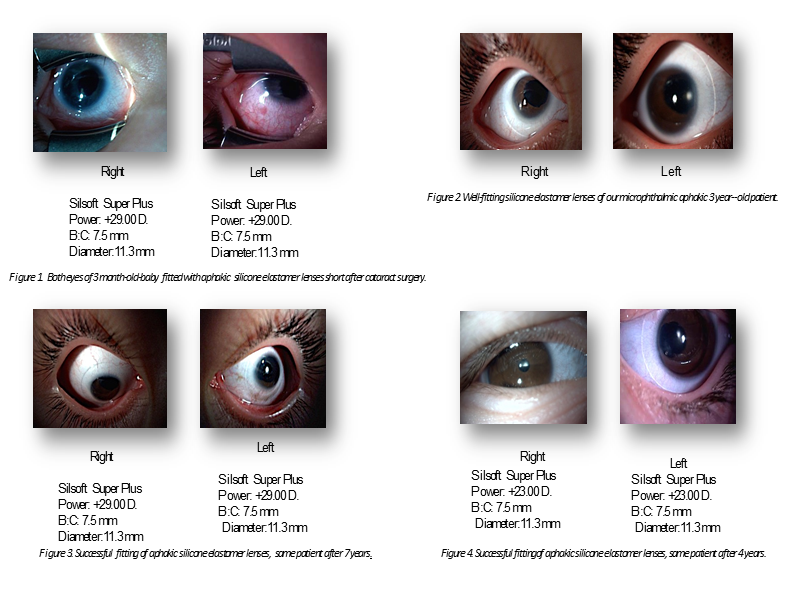 Right
Left
Silsoft Super Plus
Power: +29.00 D.
B:C: 7.5 mm
Diameter:11.3 mm
Silsoft Super Plus
Power: +29.00 D.
B:C: 7.5 mm
Diameter:11.3 mm
Figure 1. Both eyes of 3 month-old-baby fitted with aphakic silicone elastomer lenses short after cataract surgery.
Right
Left
Figure 2. Well-fitting silicone elastomer lenses of our microphthalmic aphakic 3 year--old patient.
Right
Left
Silsoft Super Plus
Power: +29.00 D.
B:C: 7.5 mm
Diameter:11.3 mm
Silsoft Super Plus
Power: +29.00 D.
B:C: 7.5 mm
Diameter:11.3 mm
Figure 3. Successful fitting of aphakic silicone elastomer lenses, same patient after 7 years.
Right
Left
Silsoft Super Plus
Power: +23.00 D.
B:C: 7.5 mm
Diameter:11.3 mm
Silsoft Super Plus
Power: +23.00 D.
B:C: 7.5 mm
Diameter:11.3 mm
Figure 4. Successful fitting of aphakic silicone elastomer lenses, same patient after 4 years.